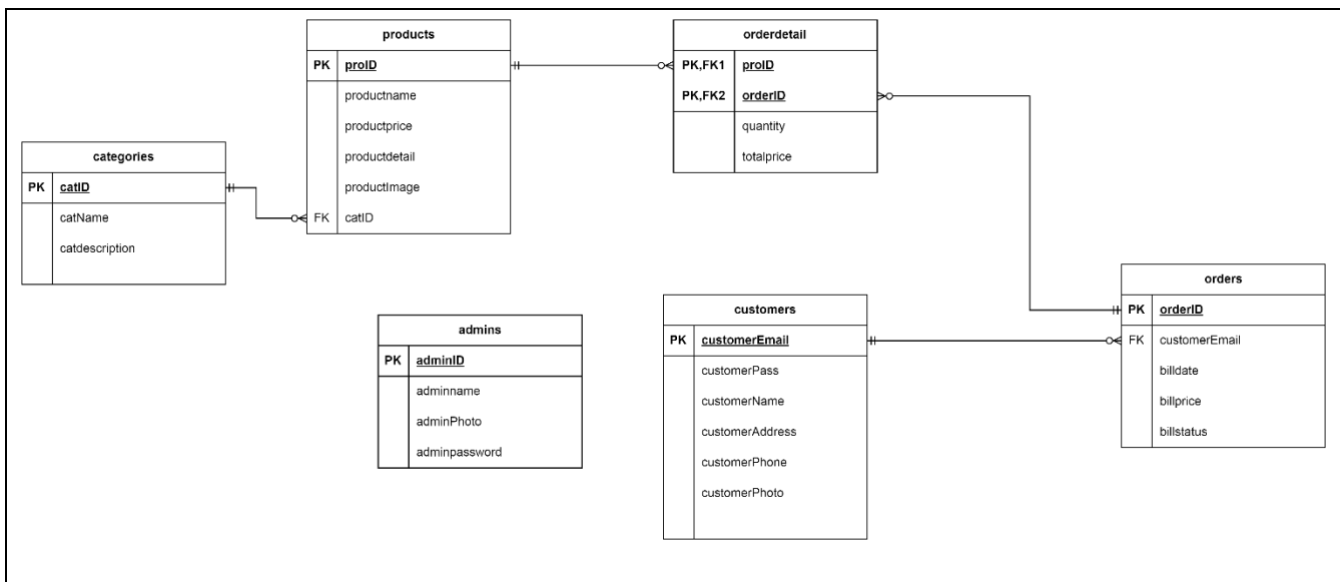 products
PK proID
productname
productprice
productdetail
productImage
FK catID
orderdetail
PK,FK1 proID
PK,FK2 orderID
quantity
totalprice
categories
PK catID
catName
catdescription
admins
PK adminID
adminname
adminPhoto
adminpassword
customers
PK customerEmail
customerPass
customerName
customerAddress
customerPhone
customerPhoto
orders
PK orderID
FK customerEmail
billdate
billprice
billstatus